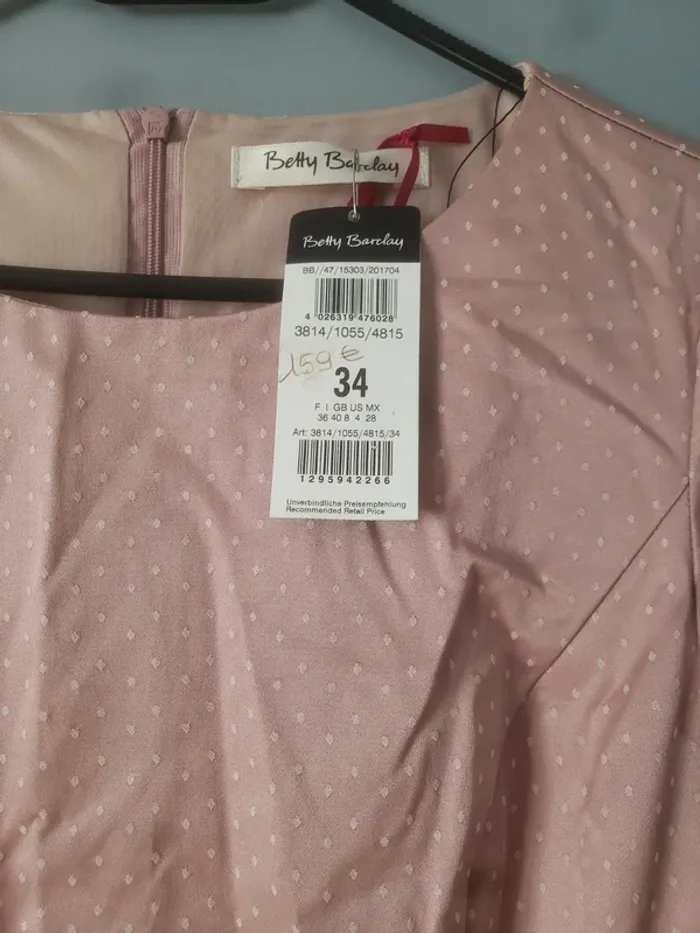 Betty Barclay
Betty Barclay
BB//47/15303/201704
4 026319 476028
3814/1055/4815
159 €
34
F I GB US MX
36 40 8 4 28
Art: 3814/1055/4815/34
1295942266
Unverbindliche Preisempfehlung
Recommended Retail Price